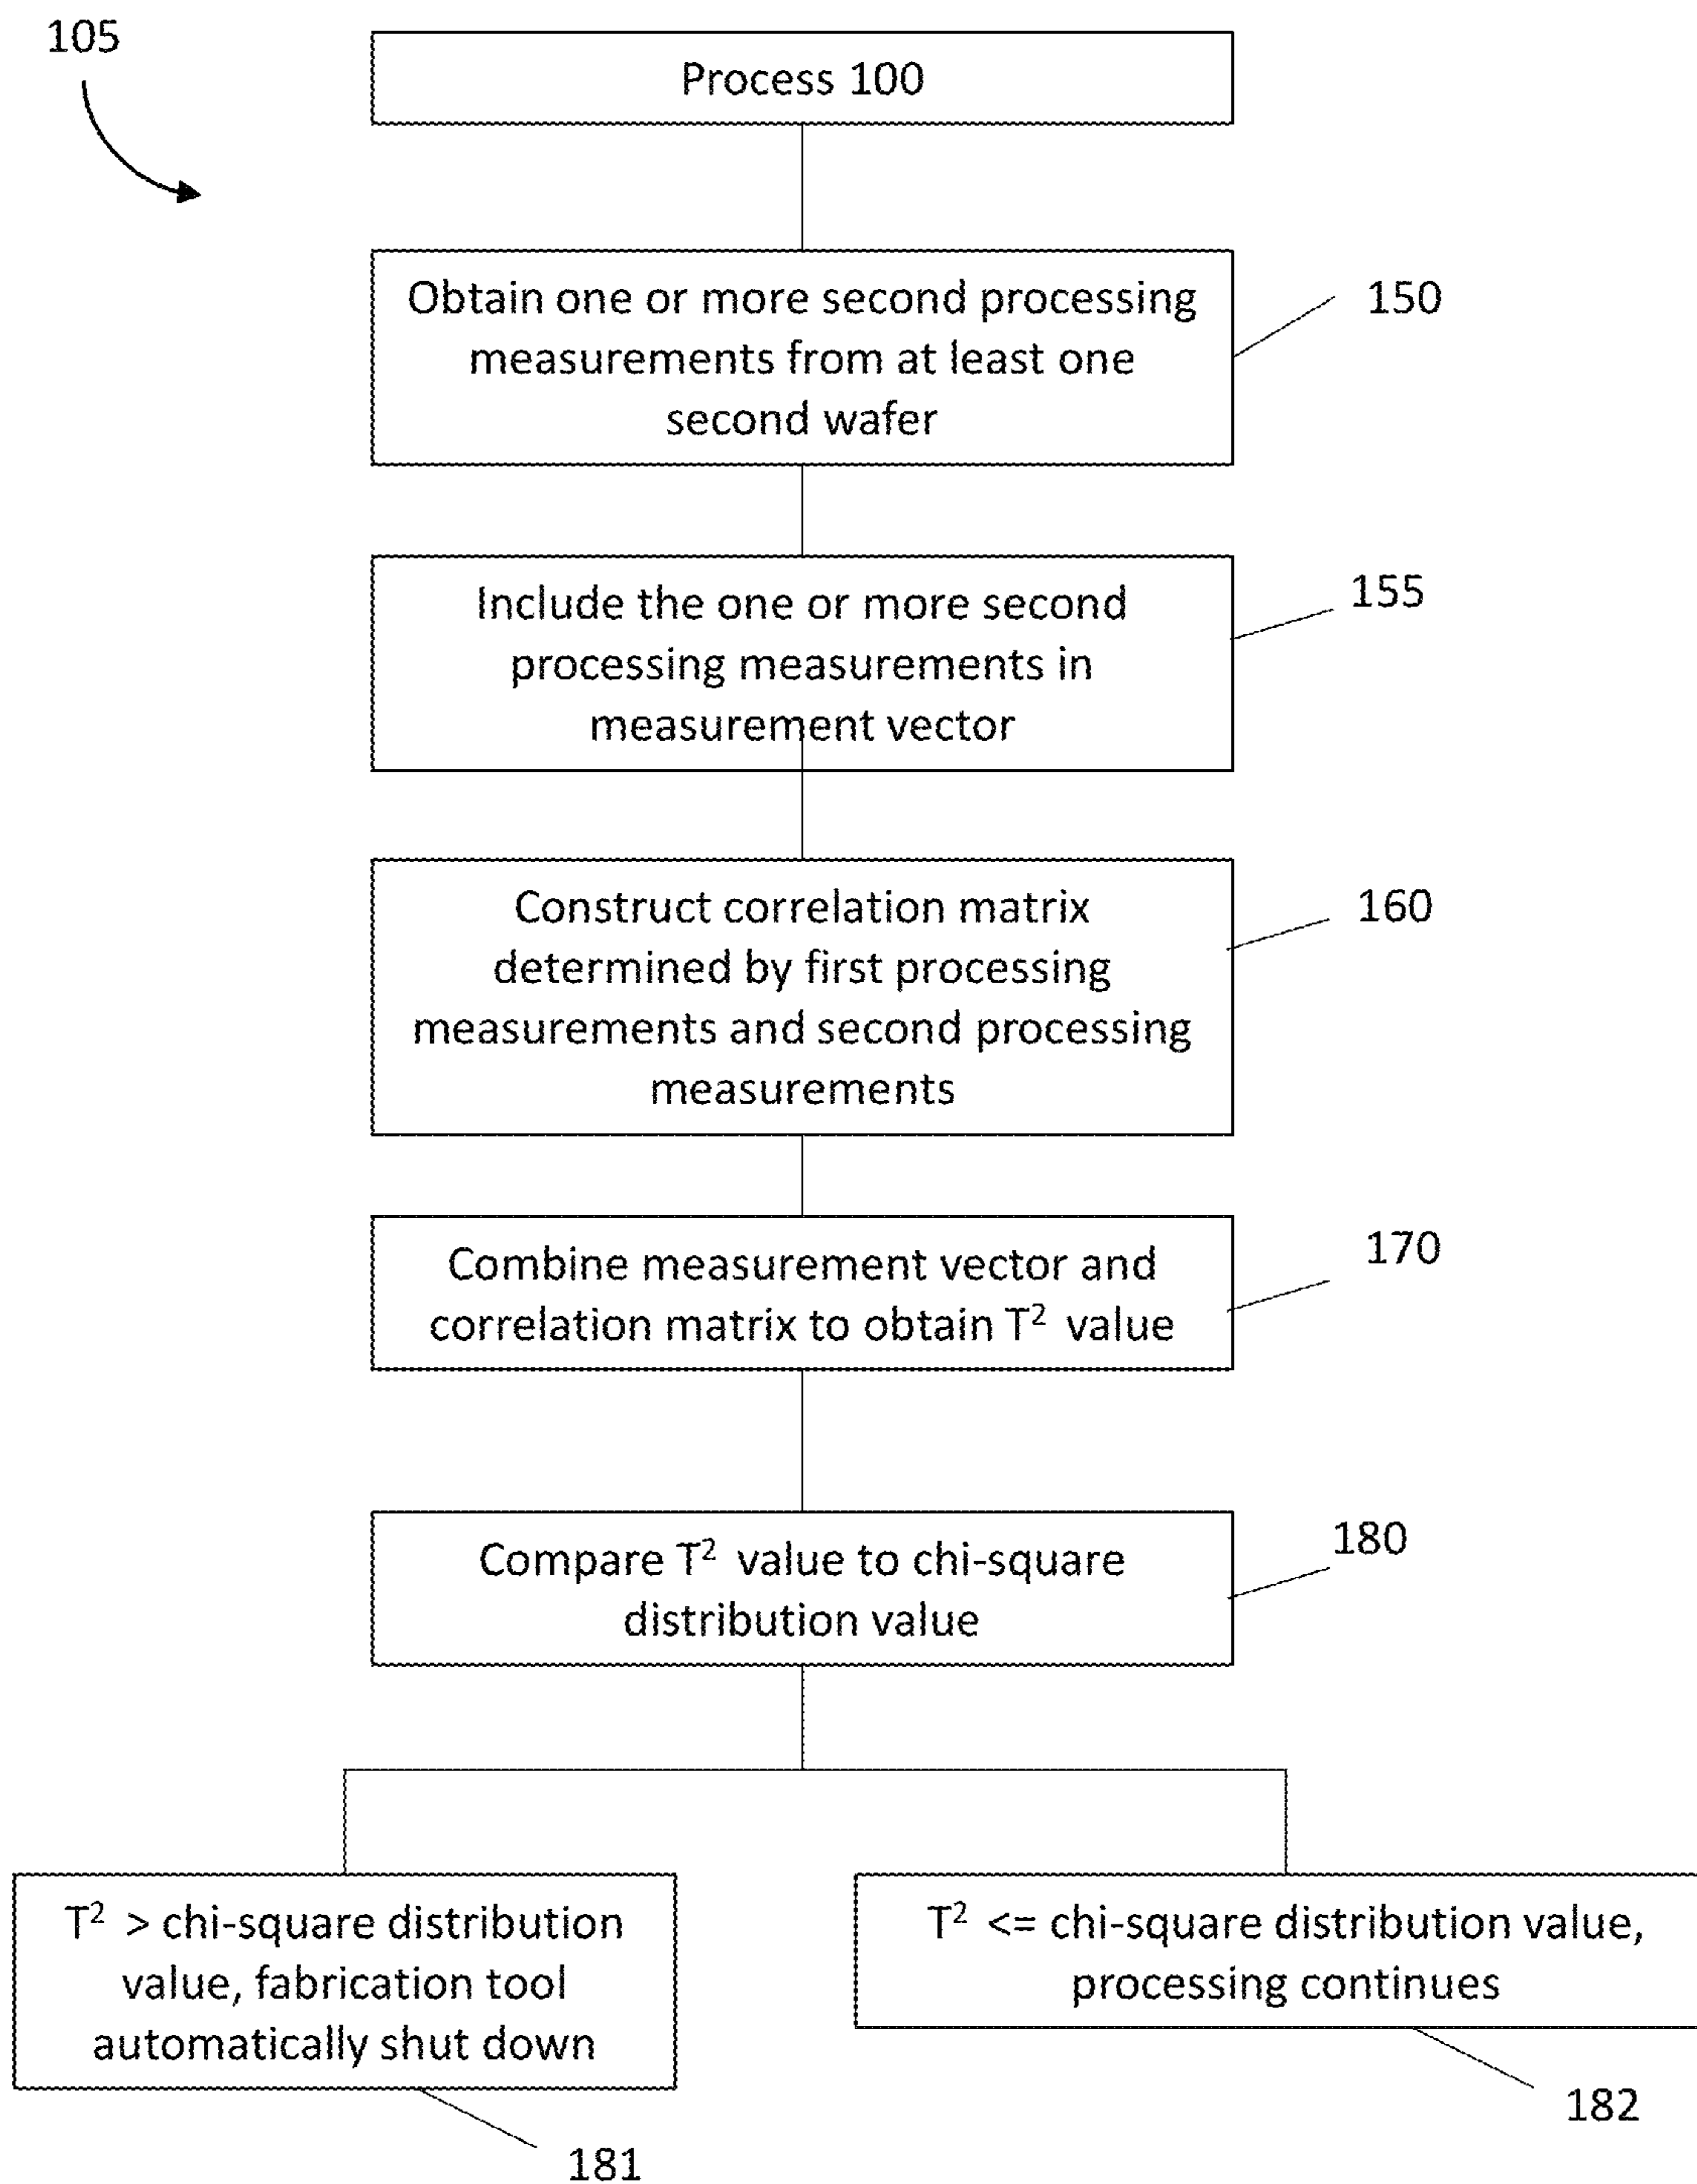 105
Process 100
Obtain one or more second processing
measurements from at least one
second wafer
150
Include the one or more second
processing measurements in
measurement vector
155
Construct correlation matrix
determined by first processing
measurements and second processing
measurements
160
Combine measurement vector and
correlation matrix to obtain T² value
170
Compare T² value to chi-square
distribution value
180
T² > chi-square distribution
value, fabrication tool
automatically shut down
181
T² <= chi-square distribution value,
processing continues
182